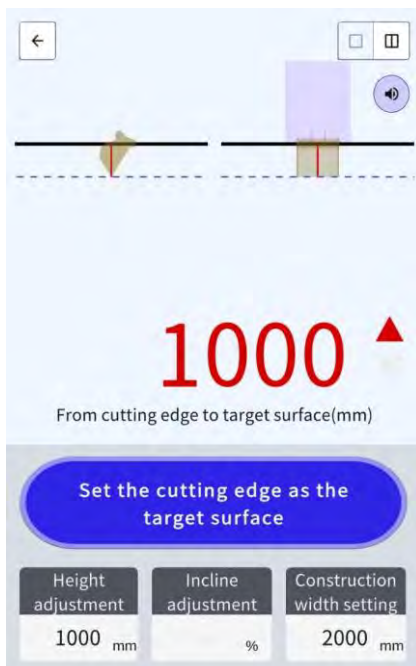 1000
From cutting edge to target surface(mm)
Set the cutting edge as the
target surface
Height
adjustment
Incline
adjustment
Construction
width setting
1000 mm
%
2000 mm